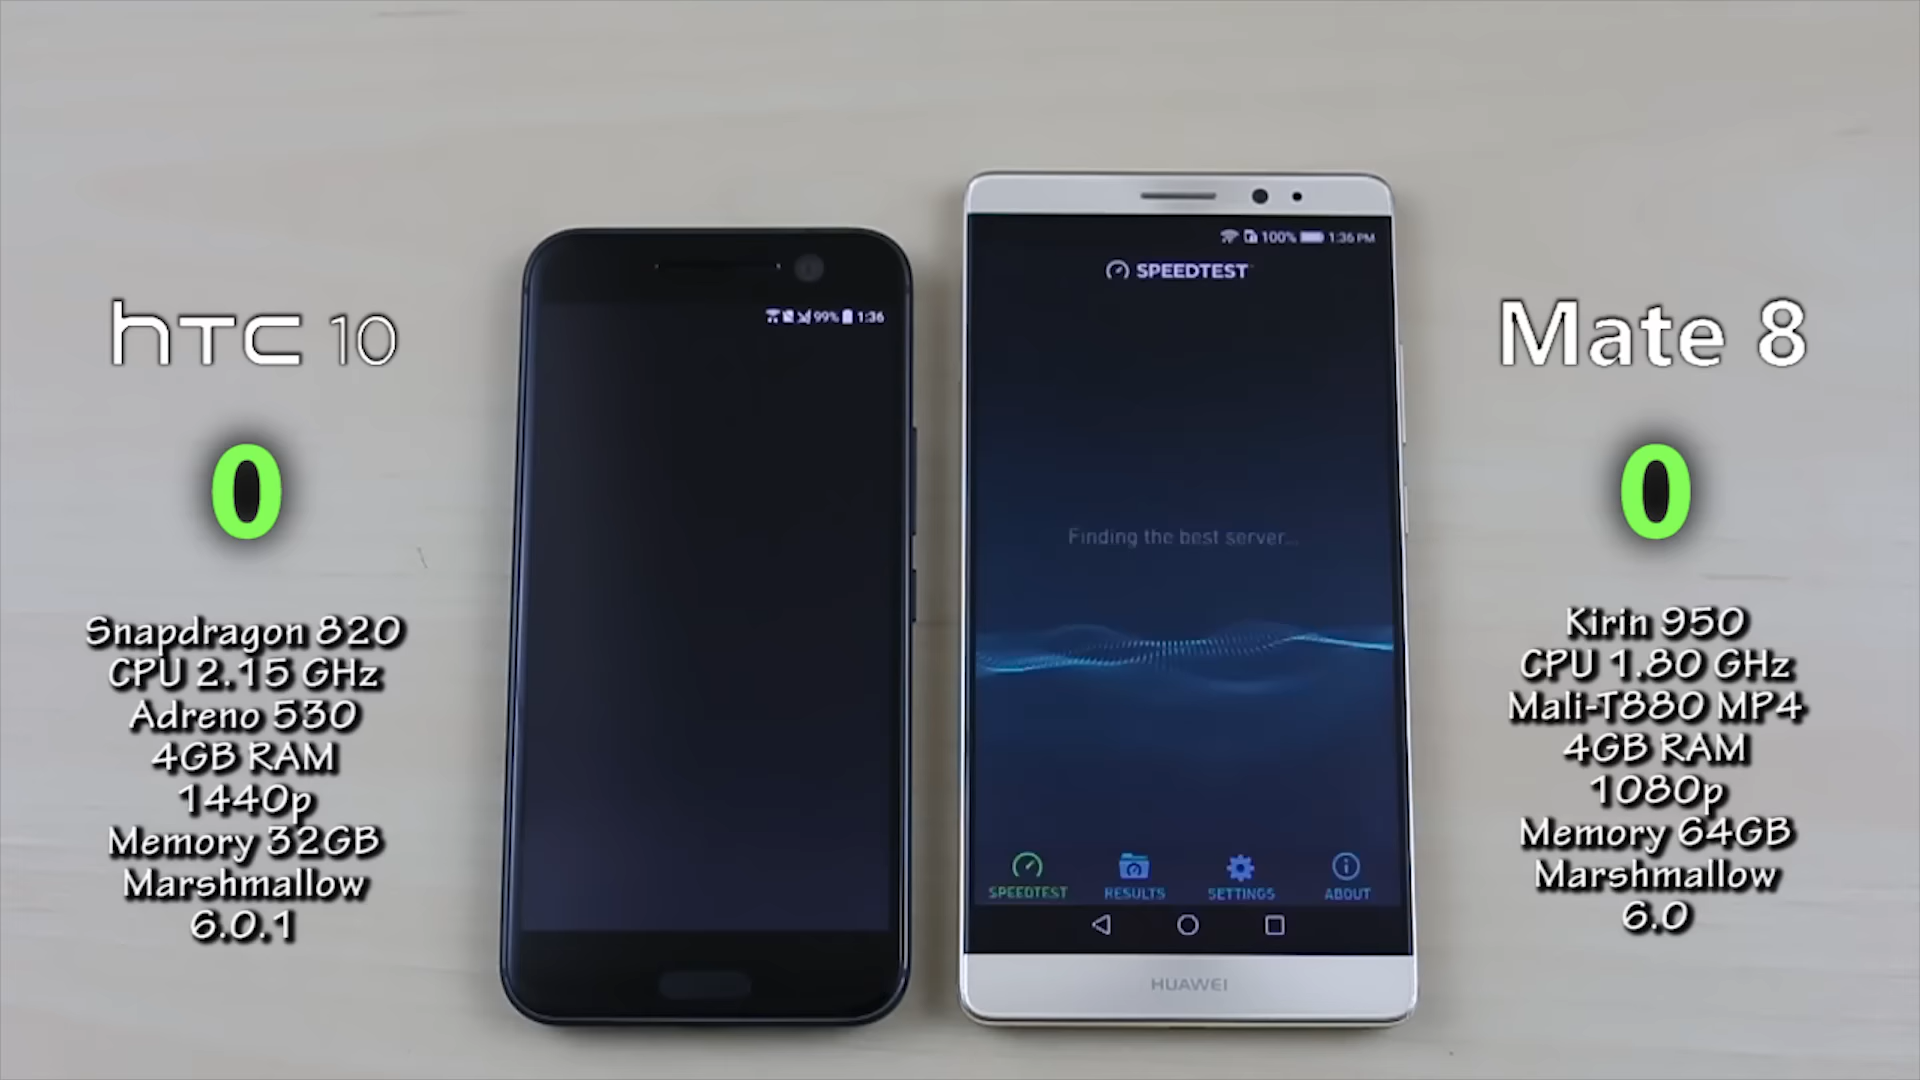 hTC 10
0
Snapdragon 820
CPU 2.15 GHz
Adreno 530
4GB RAM
1440p
Memory 32GB
Marshmallow
6.0.1
99% 1:36
100% 1:36 PM
SPEEDTEST
Finding the best server...
SPEEDTEST RESULTS SETTINGS ABOUT
HUAWEI
Mate 8
0
Kirin 950
CPU 1.80 GHz
Mali-T880 MP4
4GB RAM
1080p
Memory 64GB
Marshmallow
6.0